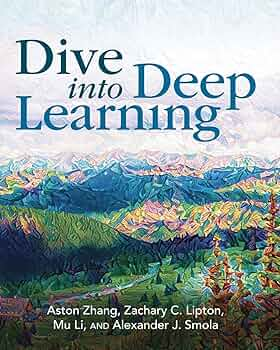 Dive
into Deep
Learning
Aston Zhang, Zachary C. Lipton,
Mu Li, AND Alexander J. Smola